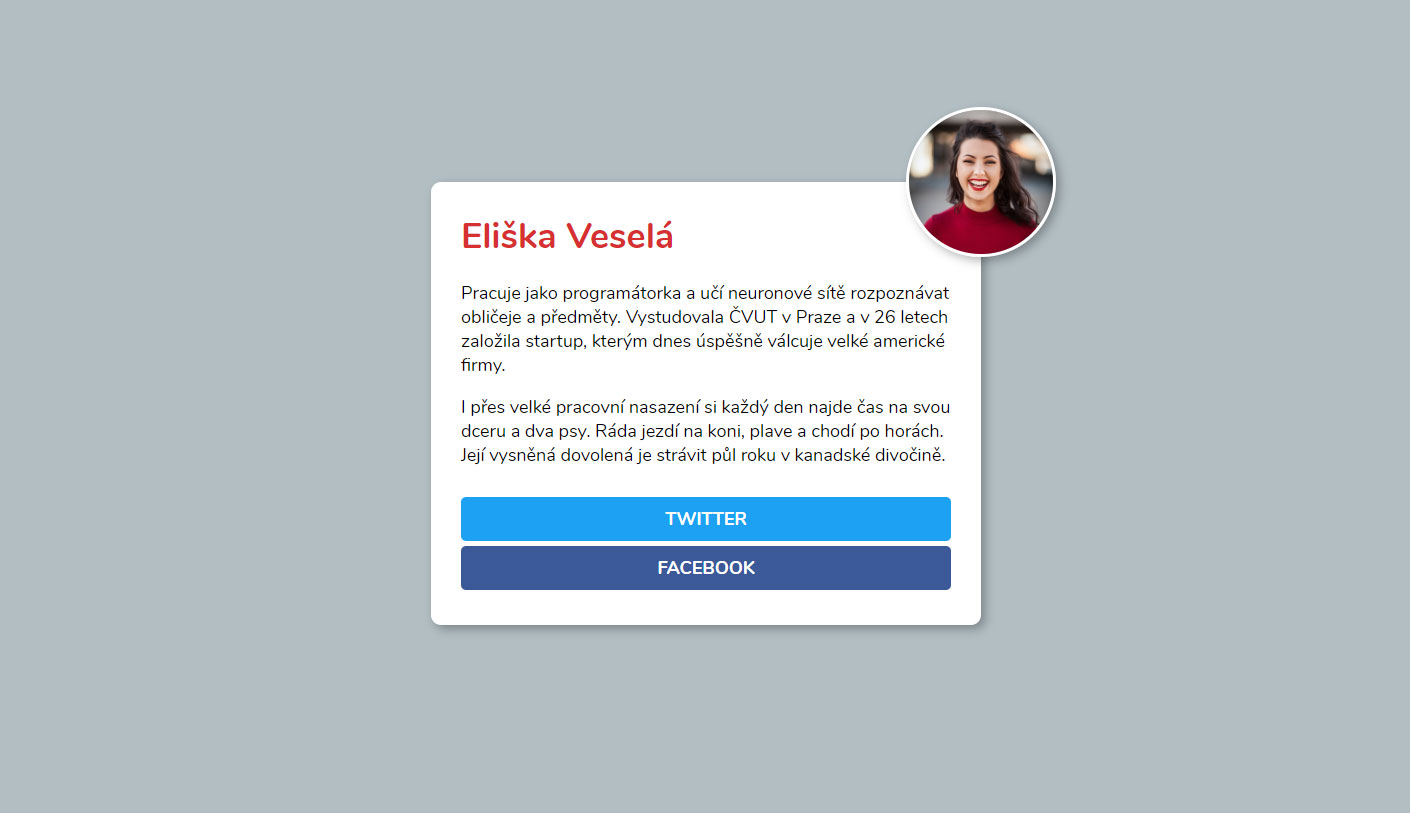 Eliška Veselá
Pracuje jako programátorka a učí neuronové sítě rozpoznávat
obličeje a předměty. Vystudovala ČVUT v Praze a v 26 letech
založila startup, kterým dnes úspěšně válcuje velké americké
firmy.
I přes velké pracovní nasazení si každý den najde čas na svou
dceru a dva psy. Ráda jezdí na koni, plave a chodí po horách.
Její vysněná dovolená je strávit půl roku v kanadské divočině.
TWITTER
FACEBOOK